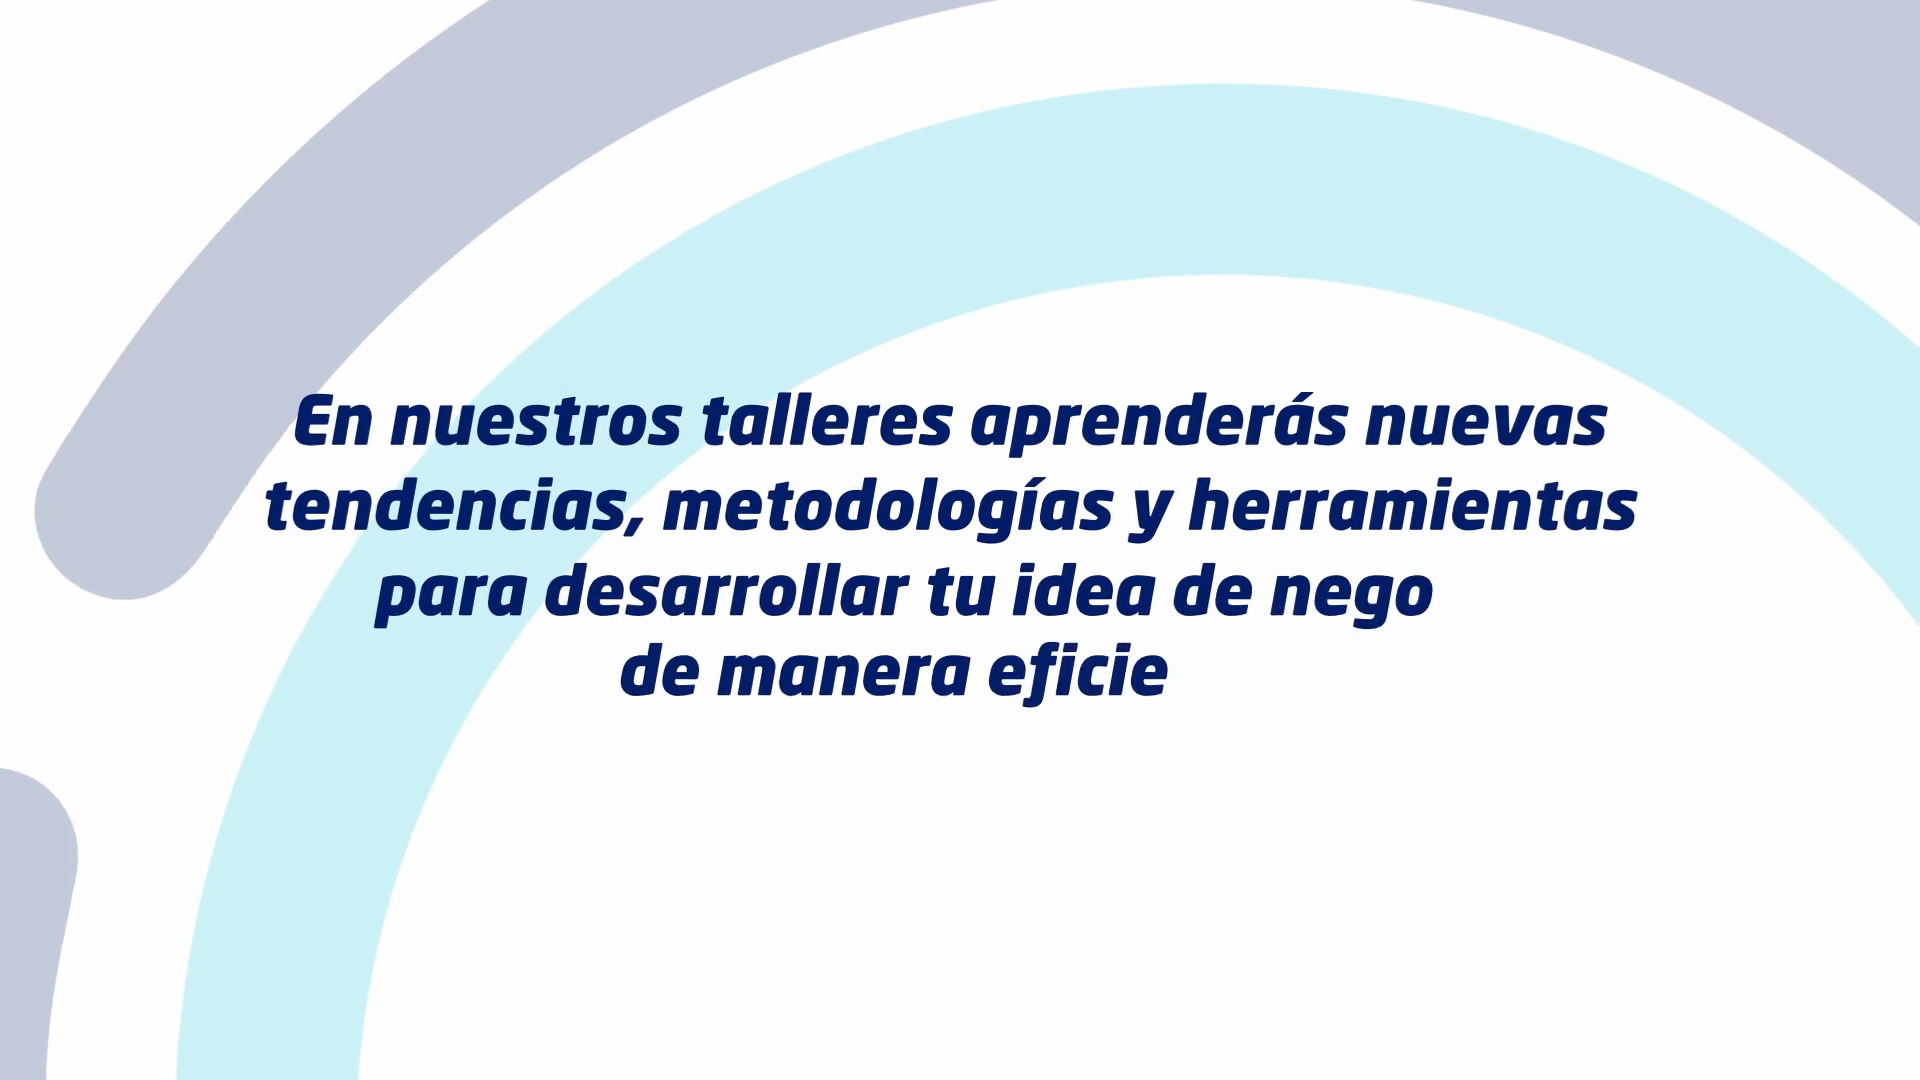 En nuestros talleres aprenderás nuevas
tendencias, metodologías y herramientas
para desarrollar tu idea de nego
de manera eficie